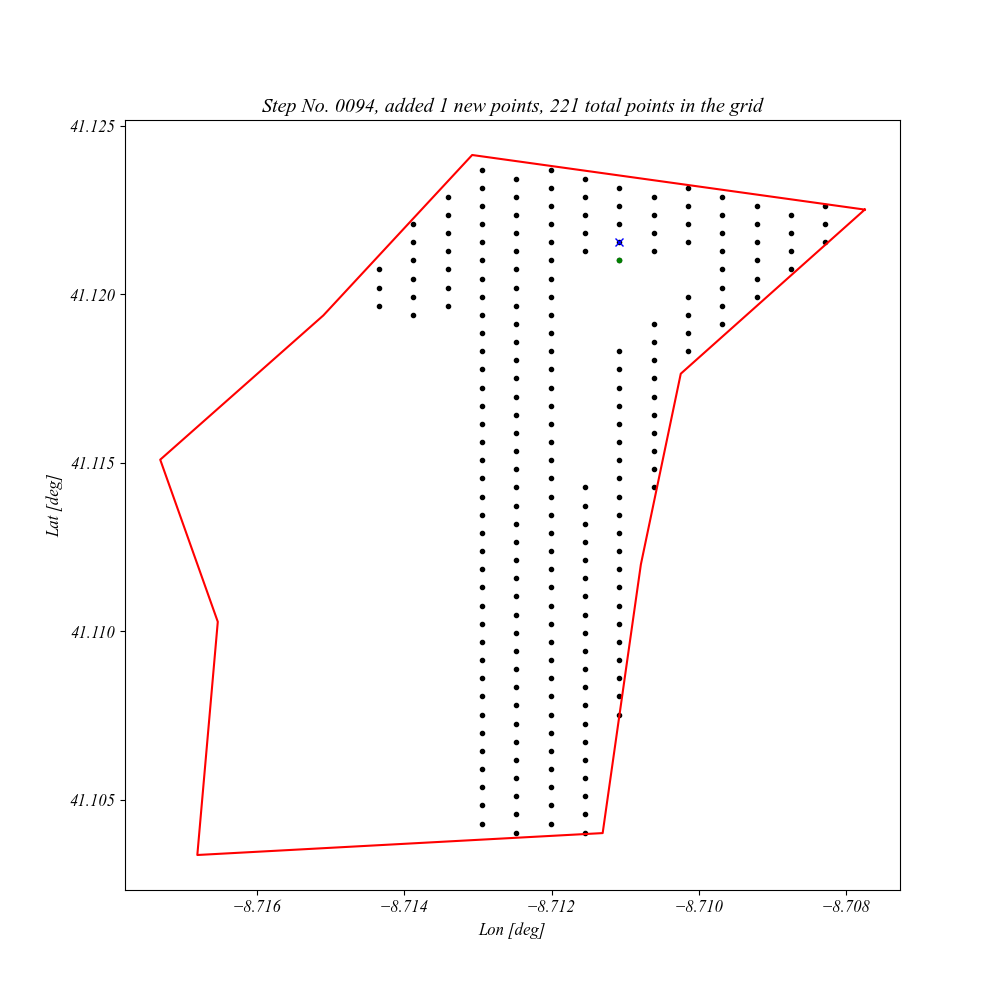 Step No. 0094, added 1 new points, 221 total points in the grid
41.125
41.120
41.115
41.110
41.105
Lat [deg]
−8.716 −8.714 −8.712 −8.710 −8.708
Lon [deg]